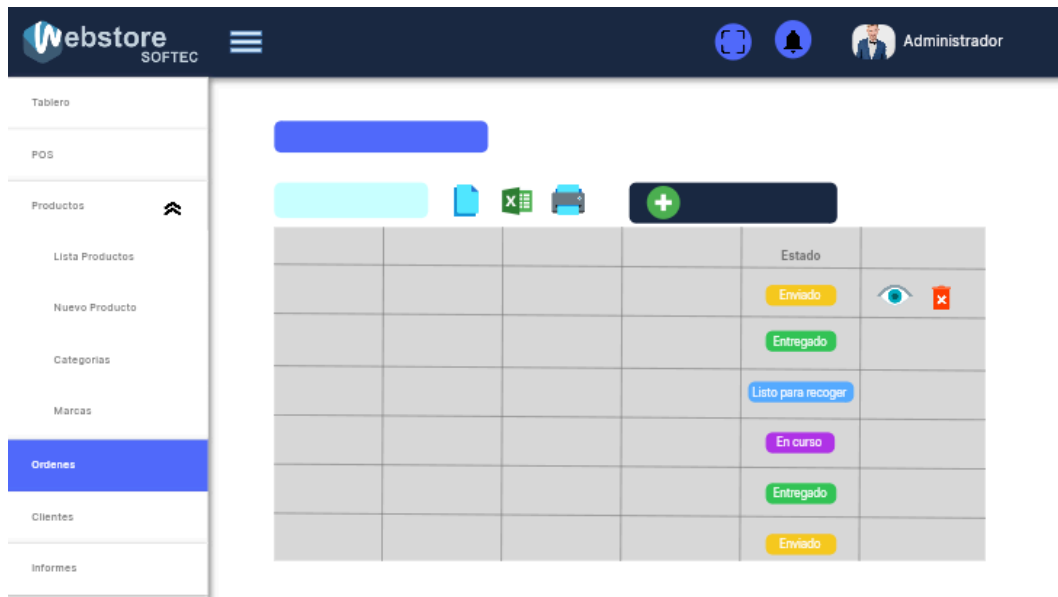 Webstore
SOFTEC
Administrador
Tablero
POS
Productos
Lista Productos
Nuevo Producto
Categorias
Marcas
Ordenes
Clientes
Informes
Estado
Enviado
Entregado
Listo para recoger
En curso
Entregado
Enviado